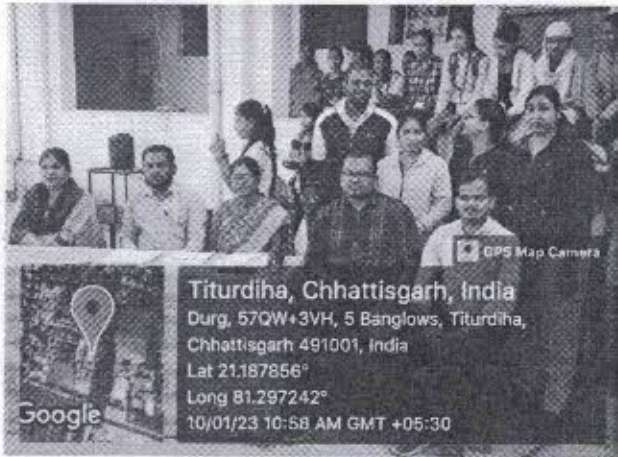 GPS Map Camera
Titurdiha, Chhattisgarh, India
Durg, 57QW+3VH, 5 Banglows, Titurdiha,
Chhattisgarh 491001, India
Lat 21.187856°
Long 81.297242°
10/01/23 10:58 AM GMT +05:30
Google